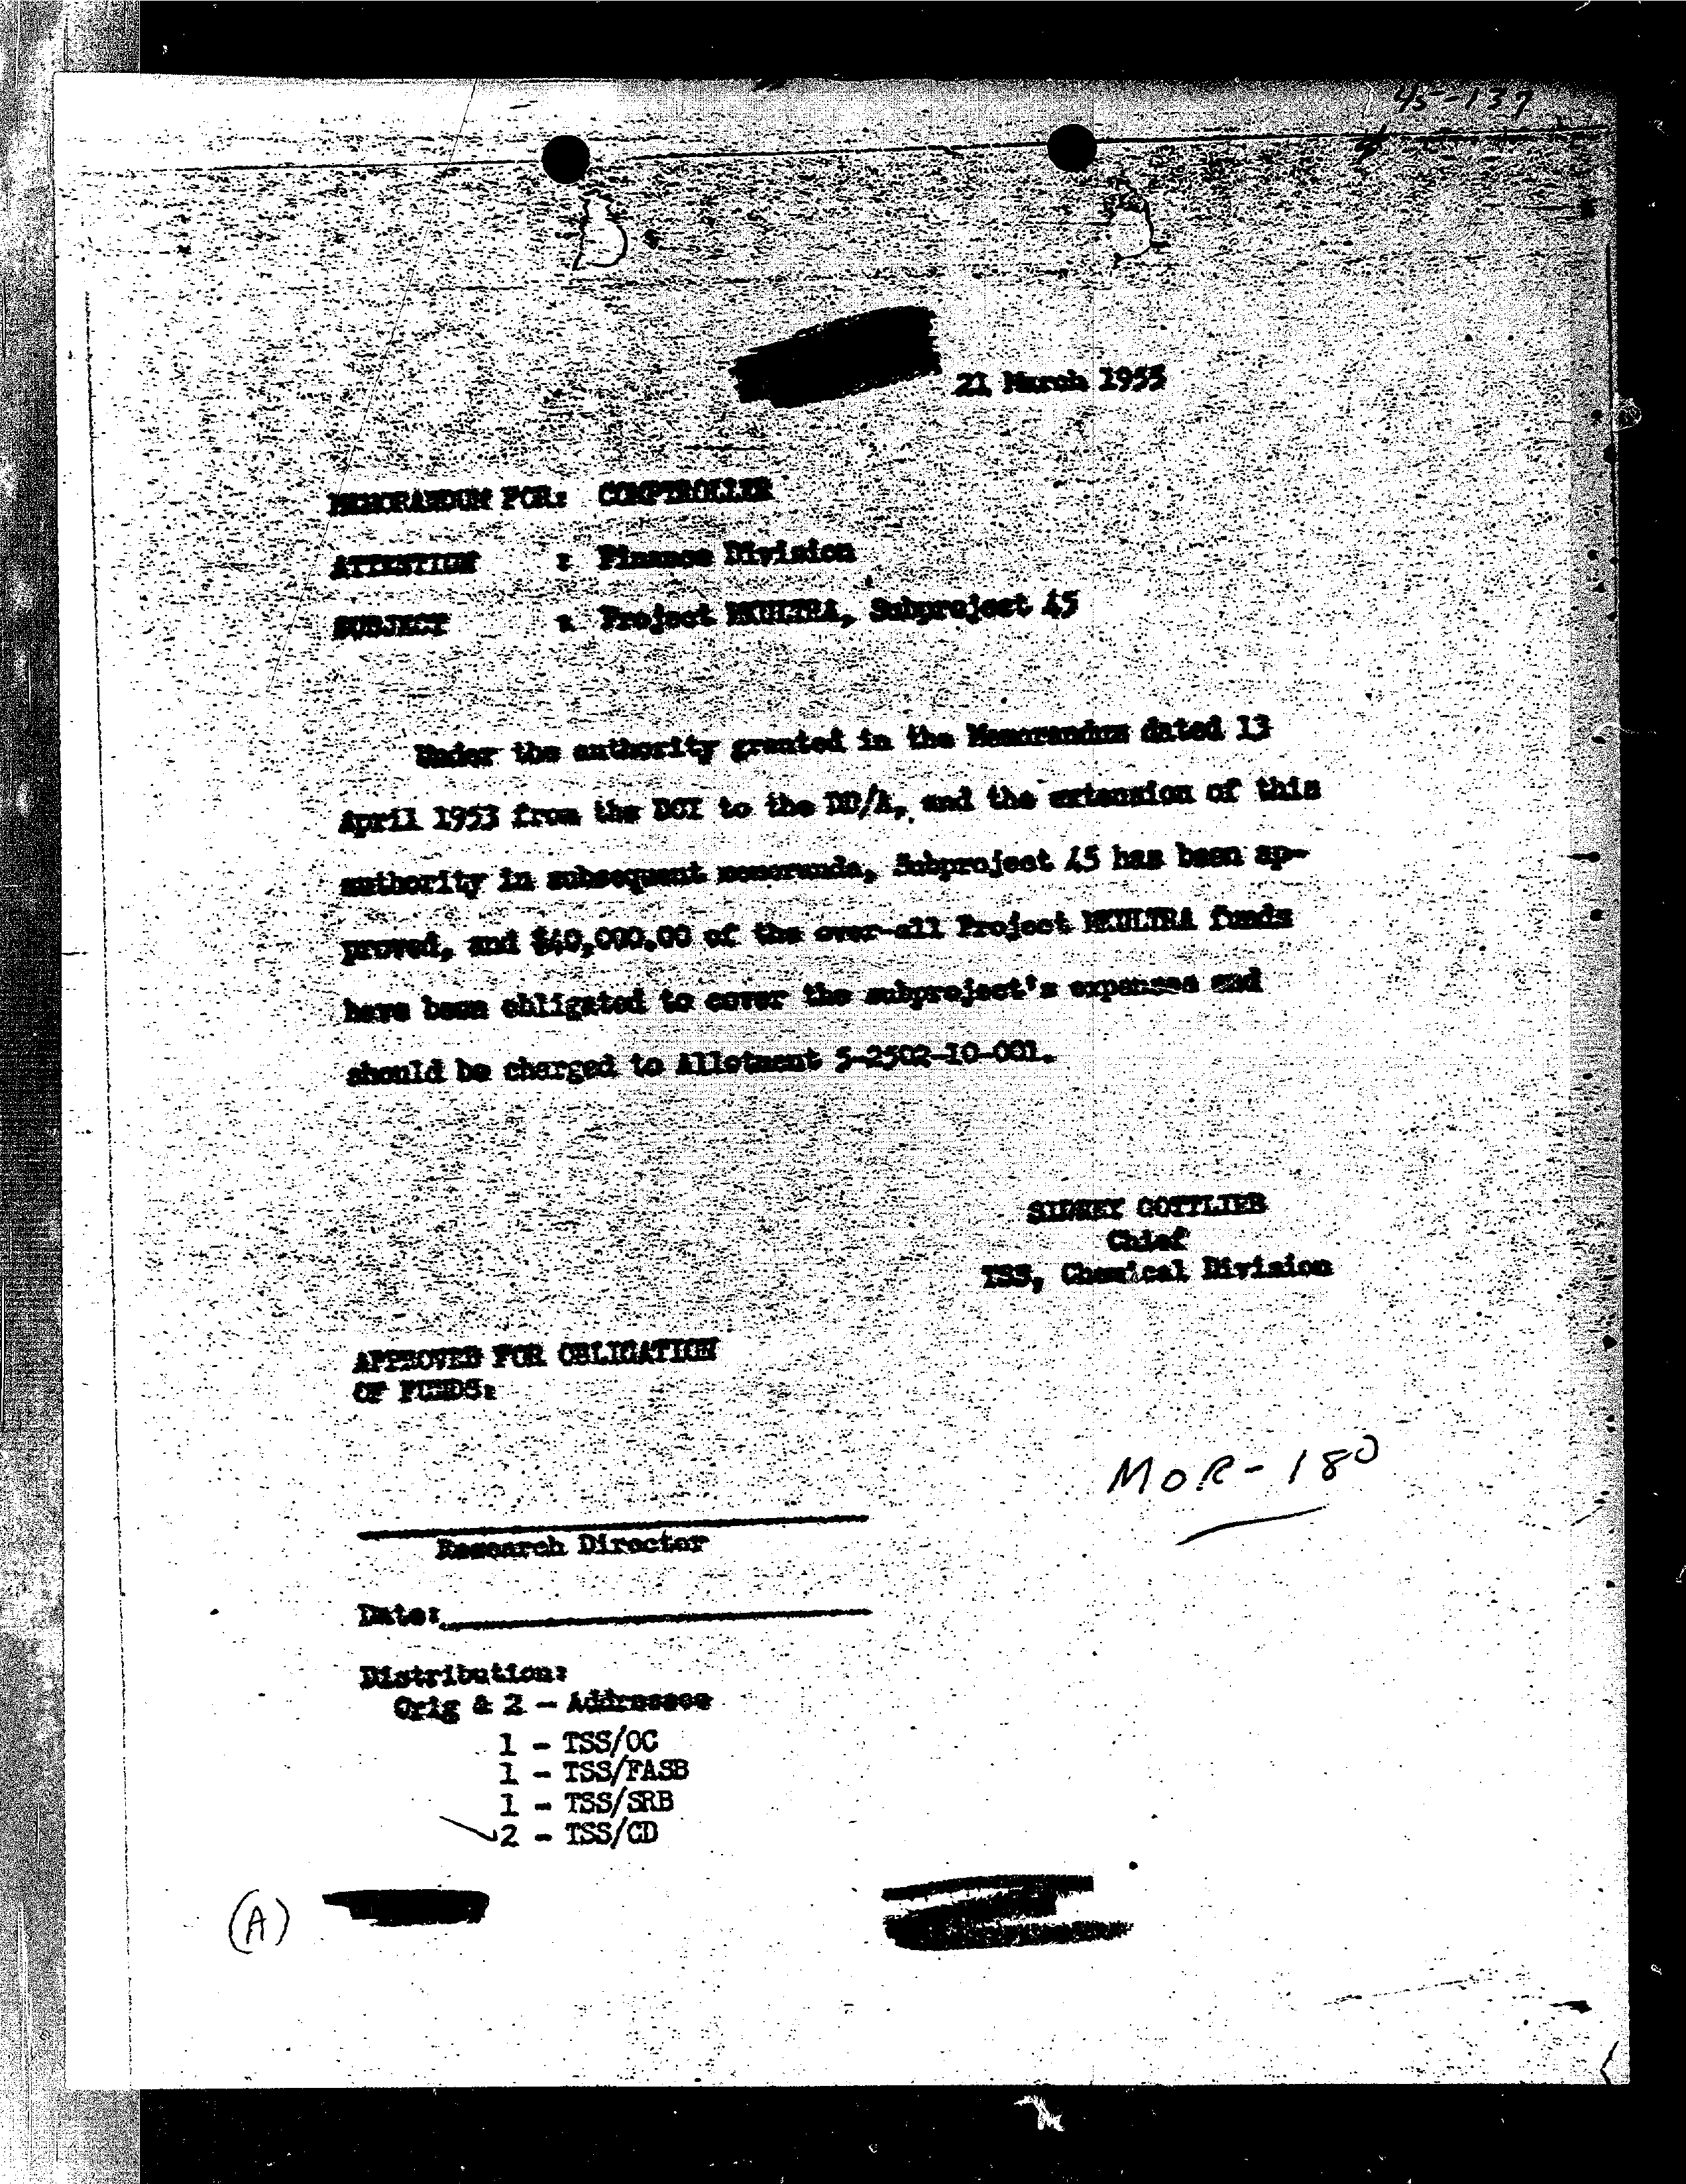 45-137
21 March 1955
MEMORANDUM FOR: COMPTROLLER
ATTENTION : Finance Division
SUBJECT : Project MKULTRA, Subproject 45
Under the authority granted in the Memorandum dated 13
April 1953 from the DCI to the DD/A, and the extension of this
authority in subsequent memoranda, Subproject 45 has been ap-
proved, and $40,000.00 of the over-all Project MKULTRA funds
have been obligated to cover the subproject's expenses and
should be charged to Allotment 5-2502-10-001.
SIDNEY GOTTLIEB
Chief
TSS, Chemical Division
APPROVED FOR OBLIGATION
OF FUNDS:
MOR-180
Research Director
Date:
Distribution:
Orig & 2 - Addressee
1 - TSS/OC
1 - TSS/FASB
1 - TSS/SRB
2 - TSS/CD
(A)